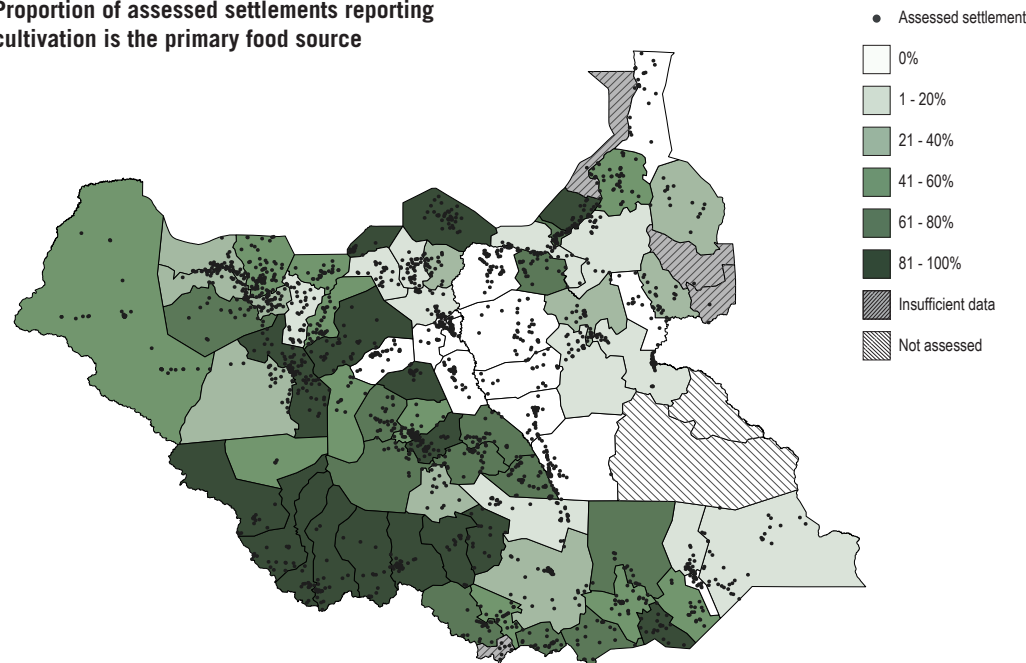 Proportion of assessed settlements reporting
cultivation is the primary food source
Assessed settlement
0%
1 - 20%
21 - 40%
41 - 60%
61 - 80%
81 - 100%
Insufficient data
Not assessed